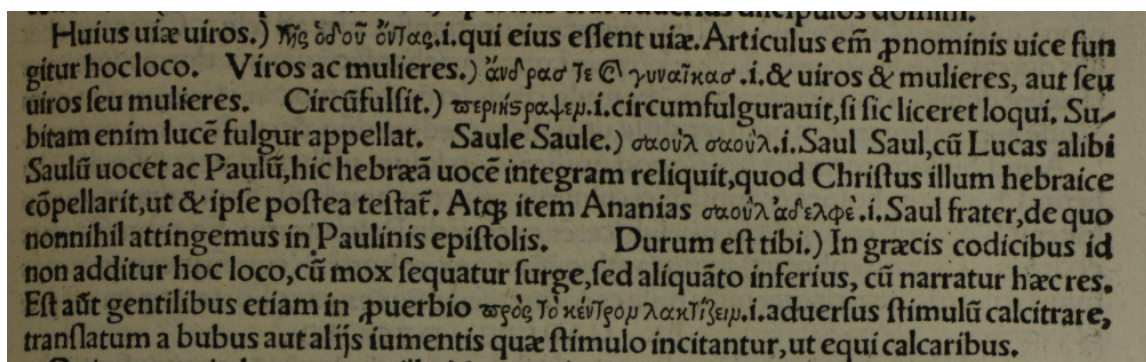 Huius uiæ uiros.) τῆς ὁδοῦ ὄντας.i.qui eius eſſent uiæ. Articulus em̄ ꝓnominis uice fun
gitur hoc loco. Viros ac mulieres.) ἄνδρασ τε καὶ γυναῖκασ.i.& uiros & mulieres, aut ſeu
uiros ſeu mulieres. Circūfulſit.) περιήςραψεμ.i.circumfulgurauit,ſi ſic liceret loqui. Su-
bitam enim lucē fulgur appellat. Saule Saule.) σαοὺλ σαοὺλ.i.Saul Saul,cū Lucas alibi
Saulū uocet ac Paulū,hic hebræā uocē integram reliquit,quod Chriſtus illum hebraice
cōpellarit,ut & ipſe poſtea teſtat᷑. Atqꝫ item Ananias σαοὺλ ἀδελφὲ.i.Saul frater,de quo
nonnihil attingemus in Paulinis epiſtolis. Durum eſt tibi.) In græcis codicibus id
non additur hoc loco,cū mox ſequatur ſurge,ſed aliquāto inferius, cū narratur hæc res.
Eſt aūt gentilibus etiam in ꝓuerbio πρὸς τὸ κέντρομ λακτίζειμ.i.aduerſus ſtimulū calcitrare,
tranſlatum a bubus aut alijs iumentis quæ ſtimulo incitantur,ut equi calcaribus.